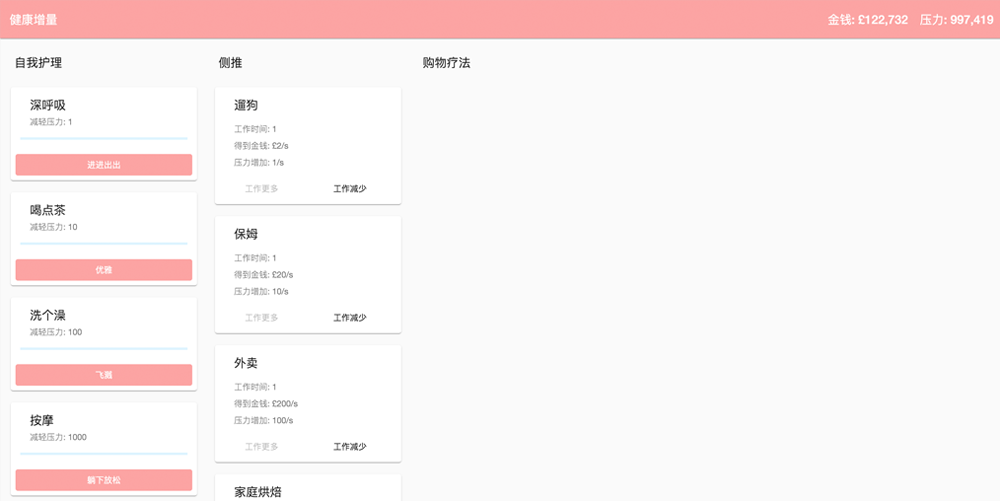 健康增量
金钱: £122,732 压力: 997,419
自我护理
深呼吸
减轻压力: 1
进进出出
喝点茶
减轻压力: 10
优雅
洗个澡
减轻压力: 100
飞溅
按摩
减轻压力: 1000
躺下放松
侧推
遛狗
工作时间: 1
得到金钱: £2/s
压力增加: 1/s
工作更多 工作减少
保姆
工作时间: 1
得到金钱: £20/s
压力增加: 10/s
工作更多 工作减少
外卖
工作时间: 1
得到金钱: £200/s
压力增加: 100/s
工作更多 工作减少
家庭烘焙
购物疗法